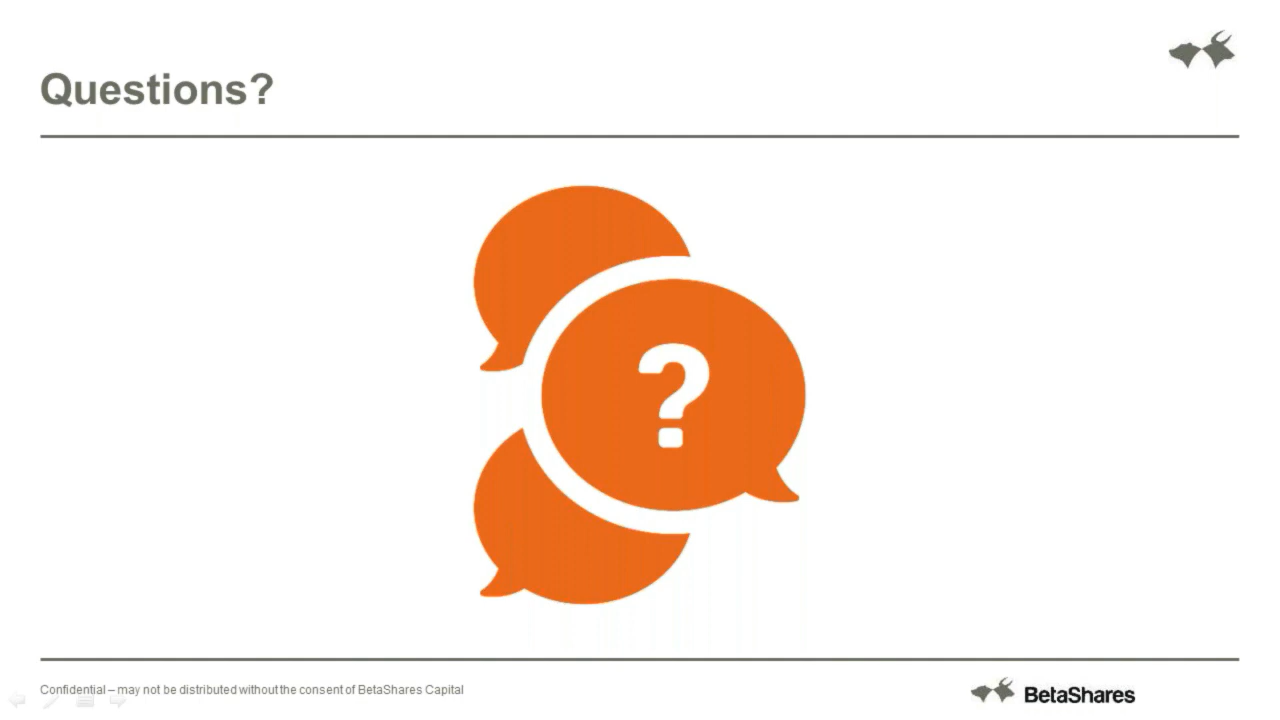 Questions?
?
Confidential – may not be distributed without the consent of BetaShares Capital
BetaShares